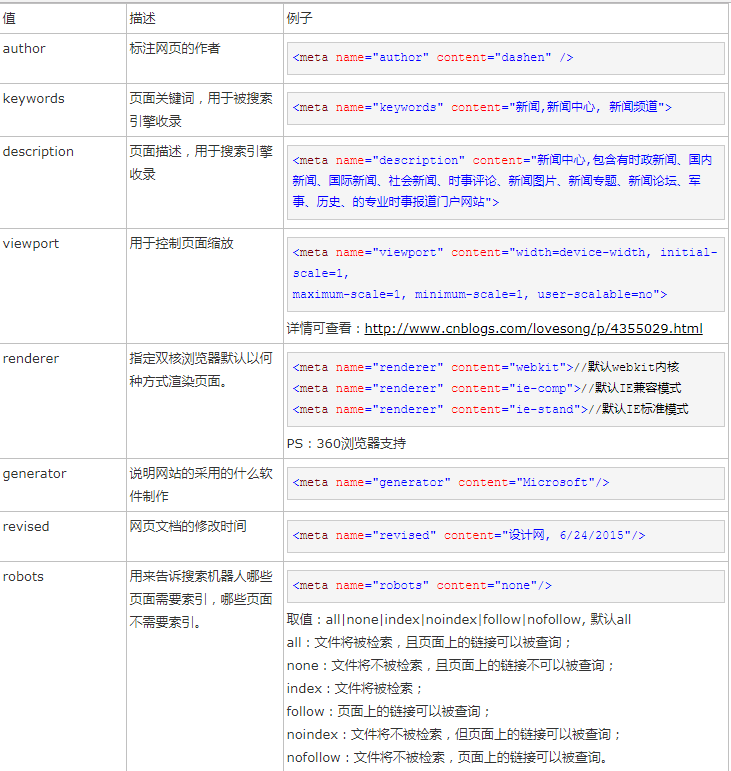 值 描述 例子
author 标注网页的作者 <meta name="author" content="dashen" />
keywords 页面关键词，用于被搜索
引擎收录
<meta name="keywords" content="新闻,新闻中心, 新闻频道">
description 页面描述，用于搜索引擎
收录
<meta name="description" content="新闻中心,包含有时政新闻、国内
新闻、国际新闻、社会新闻、时事评论、新闻图片、新闻专题、新闻论坛、军
事、历史、的专业时事报道门户网站">
viewport 用于控制页面缩放
<meta name="viewport" content="width=device-width, initial-
scale=1,
maximum-scale=1, minimum-scale=1, user-scalable=no">
详情可查看：http://www.cnblogs.com/lovesong/p/4355029.html
renderer 指定双核浏览器默认以何
种方式渲染页面。
<meta name="renderer" content="webkit">//默认webkit内核
<meta name="renderer" content="ie-comp">//默认IE兼容模式
<meta name="renderer" content="ie-stand">//默认IE标准模式
PS：360浏览器支持
generator 说明网站的采用的什么软
件制作
<meta name="generator" content="Microsoft"/>
revised 网页文档的修改时间 <meta name="revised" content="设计网, 6/24/2015"/>
robots 用来告诉搜索机器人哪些
页面需要索引，哪些页面
不需要索引。
<meta name="robots" content="none"/>
取值：all|none|index|noindex|follow|nofollow, 默认all
all：文件将被检索，且页面上的链接可以被查询；
none：文件将不被检索，且页面上的链接不可以被查询；
index：文件将被检索；
follow：页面上的链接可以被查询；
noindex：文件将不被检索，但页面上的链接可以被查询；
nofollow：文件将不被检索，页面上的链接可以被查询。